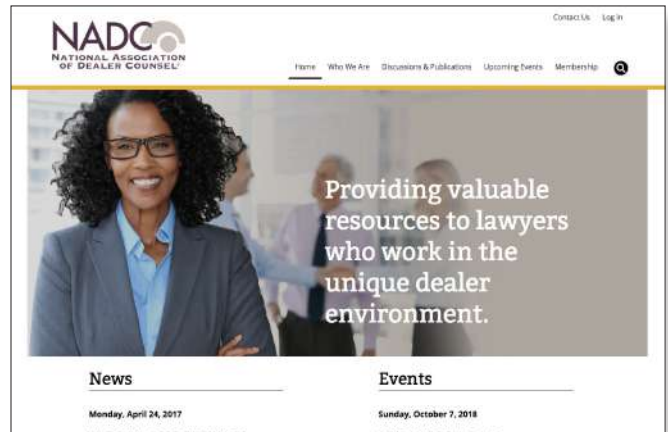 Contact Us Log In
NADC
NATIONAL ASSOCIATION
OF DEALER COUNSEL
Home Who We Are Discussions & Publications Upcoming Events Membership
Providing valuable
resources to lawyers
who work in the
unique dealer
environment.
News Events
Monday, April 24, 2017 Sunday, October 7, 2018